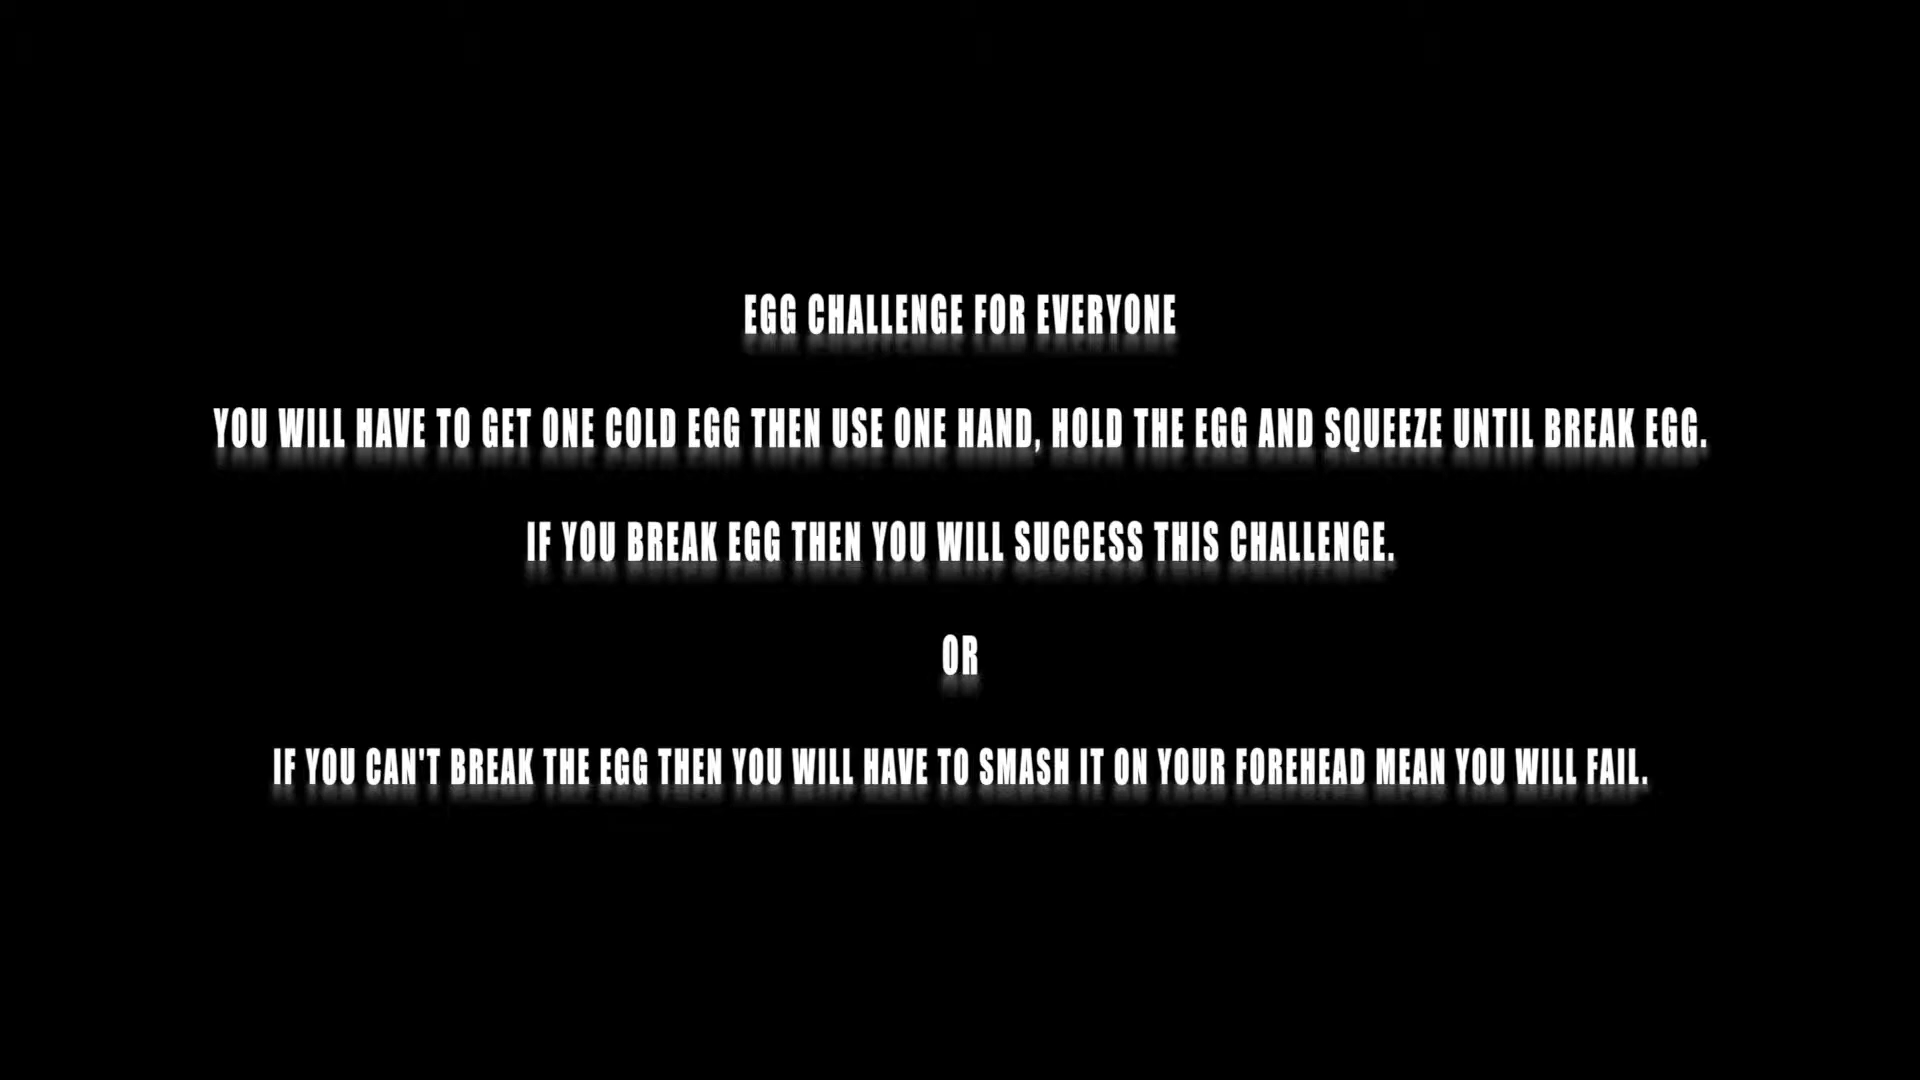 EGG CHALLENGE FOR EVERYONE
YOU WILL HAVE TO GET ONE COLD EGG THEN USE ONE HAND, HOLD THE EGG AND SQUEEZE UNTIL BREAK EGG.
IF YOU BREAK EGG THEN YOU WILL SUCCESS THIS CHALLENGE.
OR
IF YOU CAN'T BREAK THE EGG THEN YOU WILL HAVE TO SMASH IT ON YOUR FOREHEAD MEAN YOU WILL FAIL.